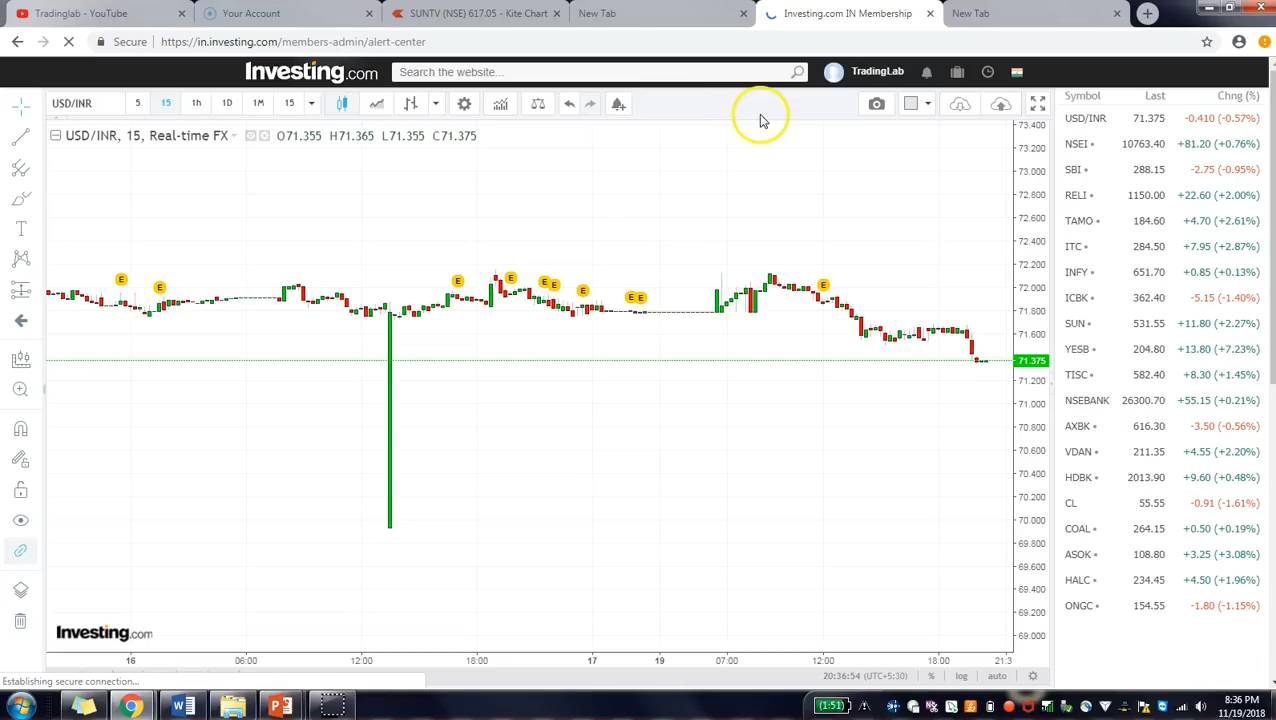 Tradinglab - YouTube
Your Account
SUNTV (NSE) 617.05 - Kite Chart
New Tab
Investing.com IN Membership
New Tab
Secure
https://in.investing.com/members-admin/alert-center
Investing.com
Search the website...
TradingLab
USD/INR
5
15
1h
1D
1M
15
USD/INR, 15, Real-time FX
O71.355 H71.365 L71.355 C71.375
E
E
E
E
E
E
E
E
E
E
73.400
73.200
73.000
72.800
72.600
72.400
72.200
72.000
71.800
71.600
71.375
71.200
71.000
70.800
70.600
70.400
70.200
70.000
69.800
69.600
69.400
69.200
69.000
Investing.com
16
06:00
12:00
18:00
17
19
07:00
12:00
18:00
21:3
20:36:54 (UTC+5:30)
%
log
auto
Symbol Last Chng (%)
USD/INR 71.375 -0.410 (-0.57%)
NSEI 10763.40 +81.20 (+0.76%)
SBI 288.15 -2.75 (-0.95%)
RELI 1150.00 +22.60 (+2.00%)
TAMO 184.60 +4.70 (+2.61%)
ITC 284.50 +7.95 (+2.87%)
INFY 651.70 +0.85 (+0.13%)
ICBK 362.40 -5.15 (-1.40%)
SUN 531.55 +11.80 (+2.27%)
YESB 204.80 +13.80 (+7.23%)
TISC 582.40 +8.30 (+1.45%)
NSEBANK 26300.70 +55.15 (+0.21%)
AXBK 616.30 -3.50 (-0.56%)
VDAN 211.35 +4.55 (+2.20%)
HDBK 2013.90 +9.60 (+0.48%)
CL 55.55 -0.91 (-1.61%)
COAL 264.15 +0.50 (+0.19%)
ASOK 108.80 +3.25 (+3.08%)
HALC 234.45 +4.50 (+1.96%)
ONGC 154.55 -1.80 (-1.15%)
Establishing secure connection...
(1:51)
8:36 PM
11/19/2018